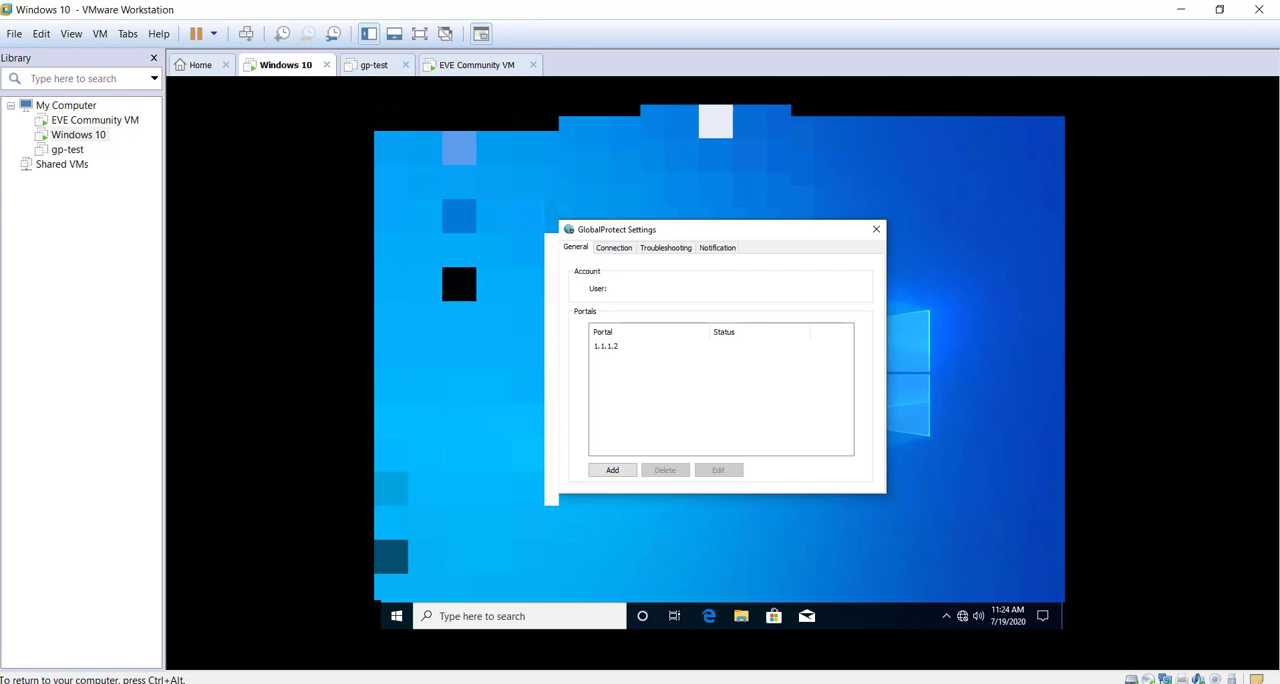 Windows 10 - VMware Workstation
File Edit View VM Tabs Help
Library
Type here to search
Home
Windows 10
gp-test
EVE Community VM
My Computer
EVE Community VM
Windows 10
gp-test
Shared VMs
GlobalProtect Settings
General Connection Troubleshooting Notification
Account
User:
Portals
Portal Status
1.1.1.2
Add Delete Edit
Type here to search
11:24 AM
7/19/2020
To return to your computer, press Ctrl+Alt.